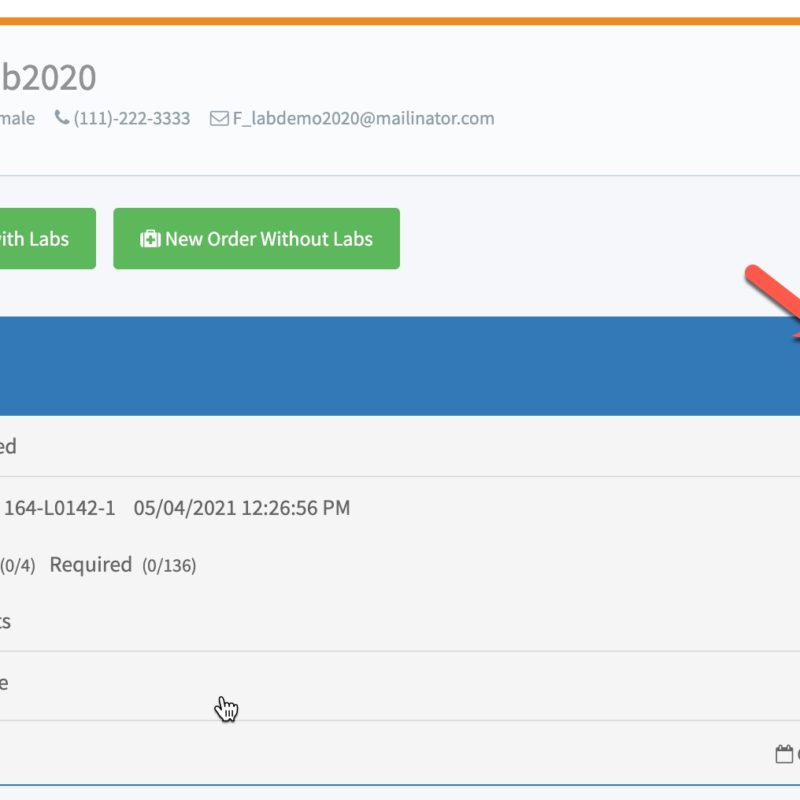 b2020
male (111)-222-3333 F_labdemo2020@mailinator.com
ith Labs New Order Without Labs
ed
164-L0142-1 05/04/2021 12:26:56 PM
(0/4) Required (0/136)
ts
e